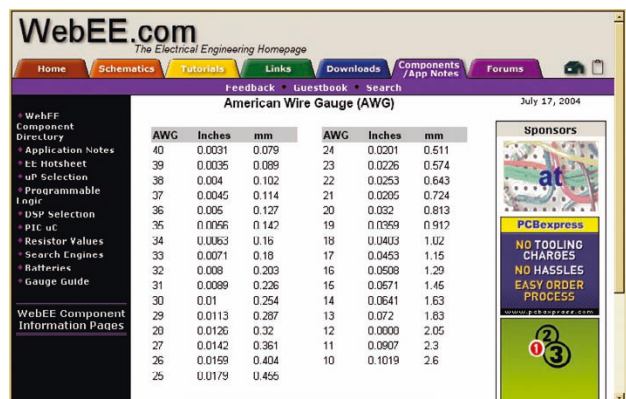 WebEE.com
The Electrical Engineering Homepage
Home Schematics Tutorials Links Downloads Components /App Notes Forums
Feedback Guestbook Search
American Wire Gauge (AWG)
July 17, 2004
WebEE
Component
Directory
Application Notes
EE Hotsheet
uP Selection
Programmable
Logic
DSP Selection
PIC uC
Resistor Values
Search Engines
Batteries
Gauge Guide
WebEE Component
Information Pages
AWG Inches mm AWG Inches mm
40 0.0031 0.079 24 0.0201 0.511
39 0.0035 0.089 23 0.0226 0.574
38 0.004 0.102 22 0.0253 0.643
37 0.0045 0.114 21 0.0205 0.724
36 0.005 0.127 20 0.032 0.813
35 0.0056 0.142 19 0.0359 0.912
34 0.0063 0.16 18 0.0403 1.02
33 0.0071 0.18 17 0.0453 1.15
32 0.008 0.203 16 0.0508 1.29
31 0.0089 0.226 15 0.0571 1.45
30 0.01 0.254 14 0.0641 1.63
29 0.0113 0.287 13 0.072 1.83
28 0.0126 0.32 12 2.05
27 0.0142 0.361 11 0.0907 2.3
26 0.0159 0.404 10 0.1019 2.6
25 0.0179 0.455
Sponsors
at
PCBexpress
NO TOOLING
CHARGES
NO HASSLES
EASY ORDER
PROCESS
www.pcbexpress.com
2
1 3